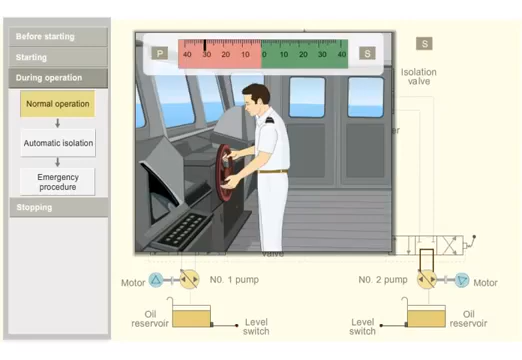 Before starting
Starting
During operation
Normal operation
Automatic isolation
Emergency
procedure
Stopping
P
40 30 20 10 0 10 20 30 40
S
S
Isolation
valve
er
valve
Motor
N0. 1 pump
N0. 2 pump
Motor
Oil
reservoir
Level
switch
Level
switch
Oil
reservoir